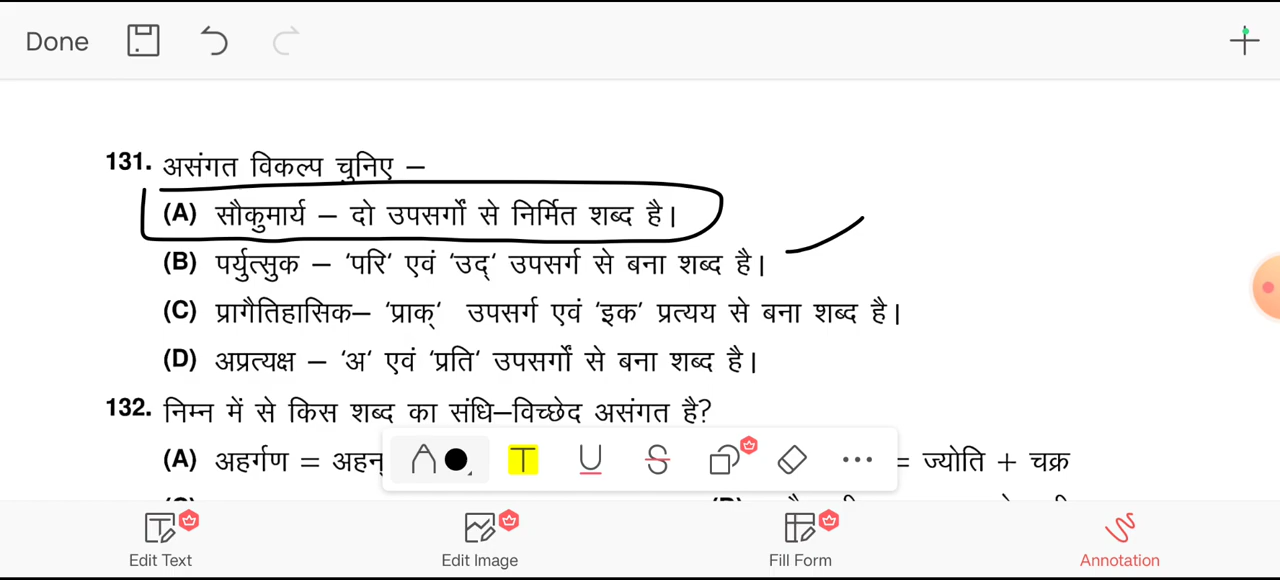 Done
131. असंगत विकल्प चुनिए –
(A) सौकुमार्य – दो उपसर्गों से निर्मित शब्द है।
(B) पर्युत्सुक – ‘परि’ एवं ‘उद्’ उपसर्ग से बना शब्द है।
(C) प्रागैतिहासिक– ‘प्राक्’ उपसर्ग एवं ‘इक’ प्रत्यय से बना शब्द है।
(D) अप्रत्यक्ष – ‘अ’ एवं ‘प्रति’ उपसर्गों से बना शब्द है।
132. निम्न में से किस शब्द का संधि–विच्छेद असंगत है?
(A) अहर्गण = अहन् = ज्योति + चक्र
Edit Text Edit Image Fill Form Annotation